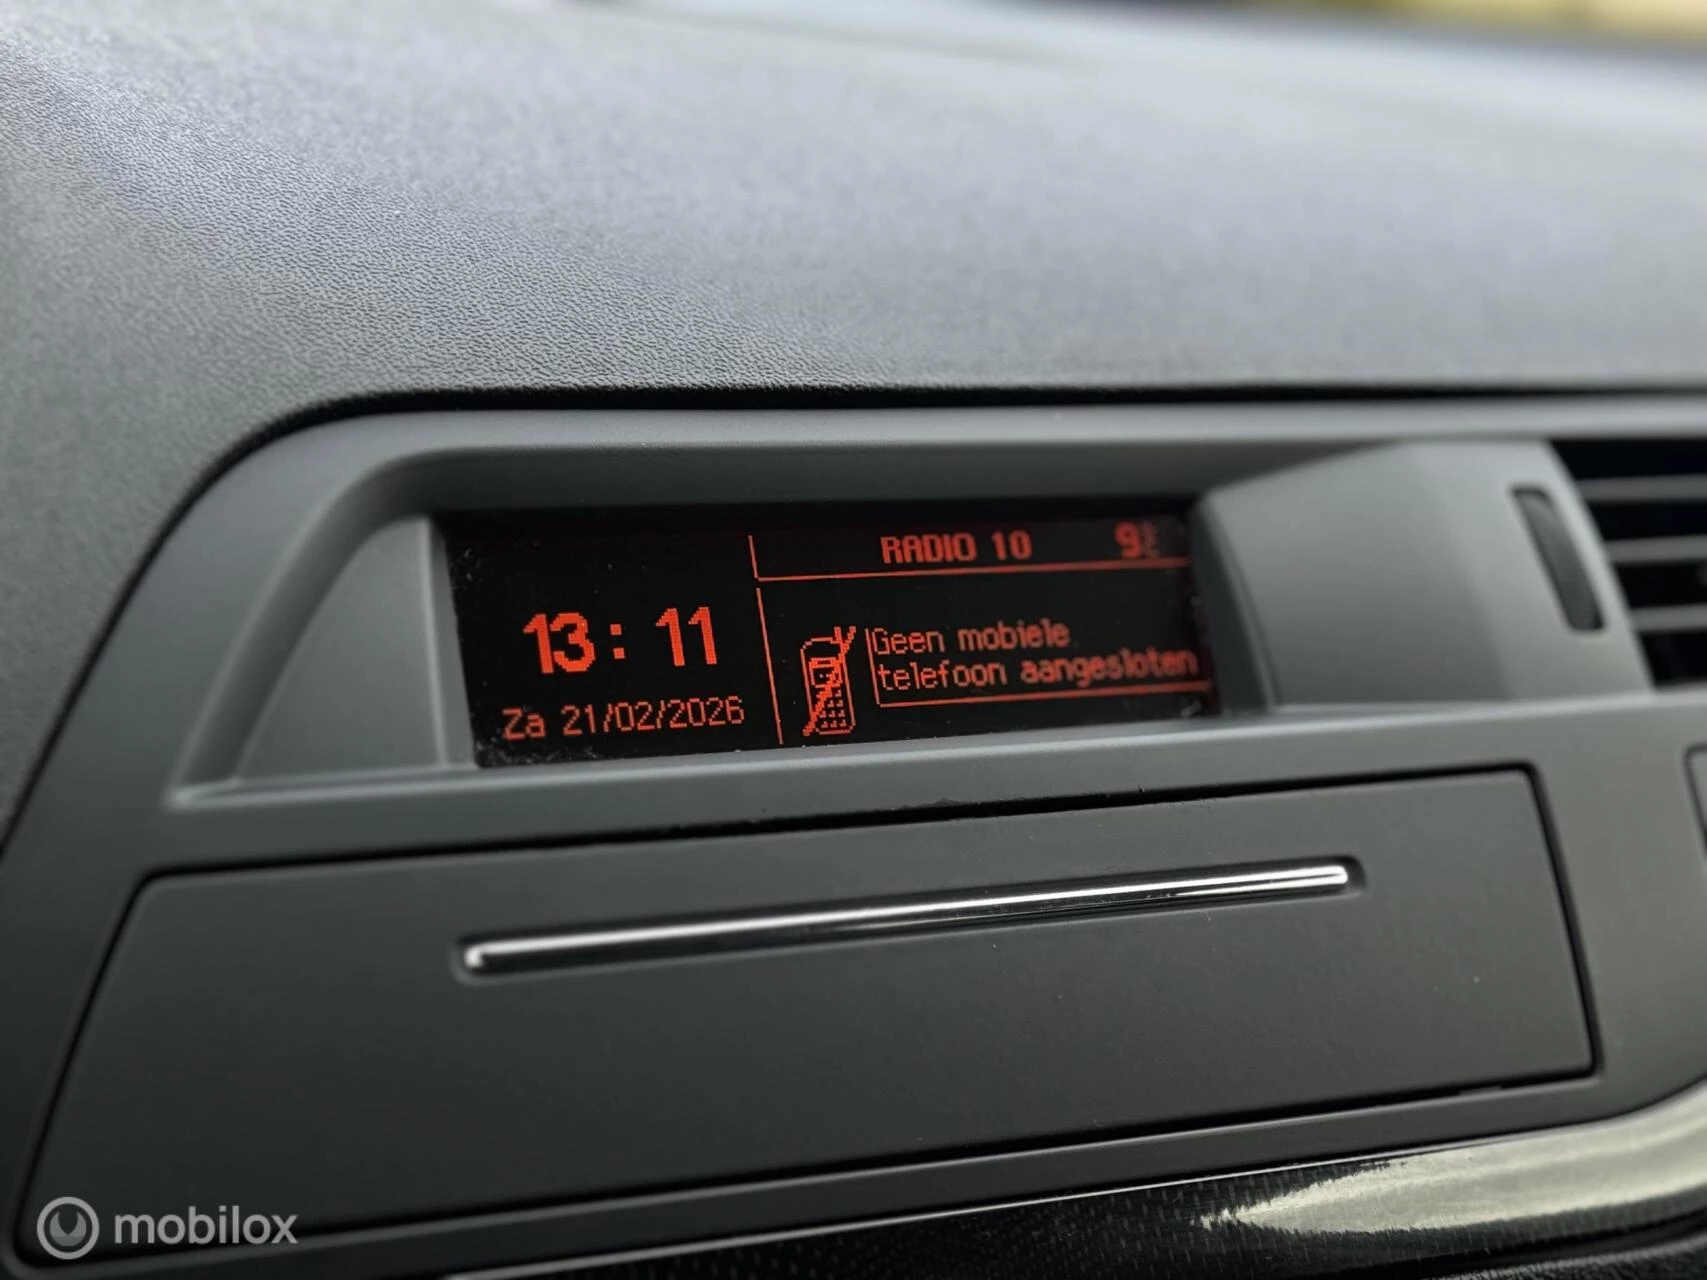 RADIO 10
13:11
Geen mobiele
telefoon aangesloten
Za 21/02/2026
mobilox